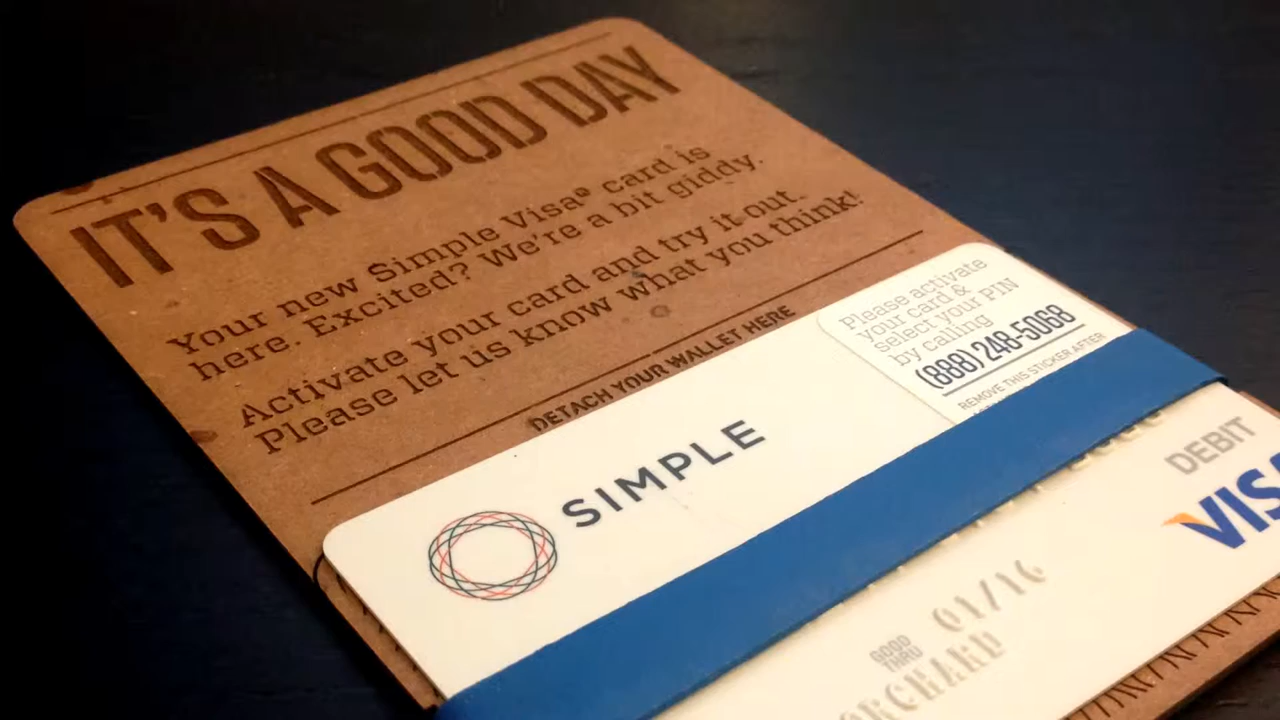 IT'S A GOOD DAY
Your new Simple Visa® card is
here. Excited? We're a bit giddy.
Activate your card and try it out.
Please let us know what you think!
DETACH YOUR WALLET HERE
Please activate
your card &
select your PIN
by calling
(888) 248-5068
REMOVE THIS STICKER AFTER
SIMPLE
DEBIT
VISA
GOOD
THRU
01/16
ORCHARD